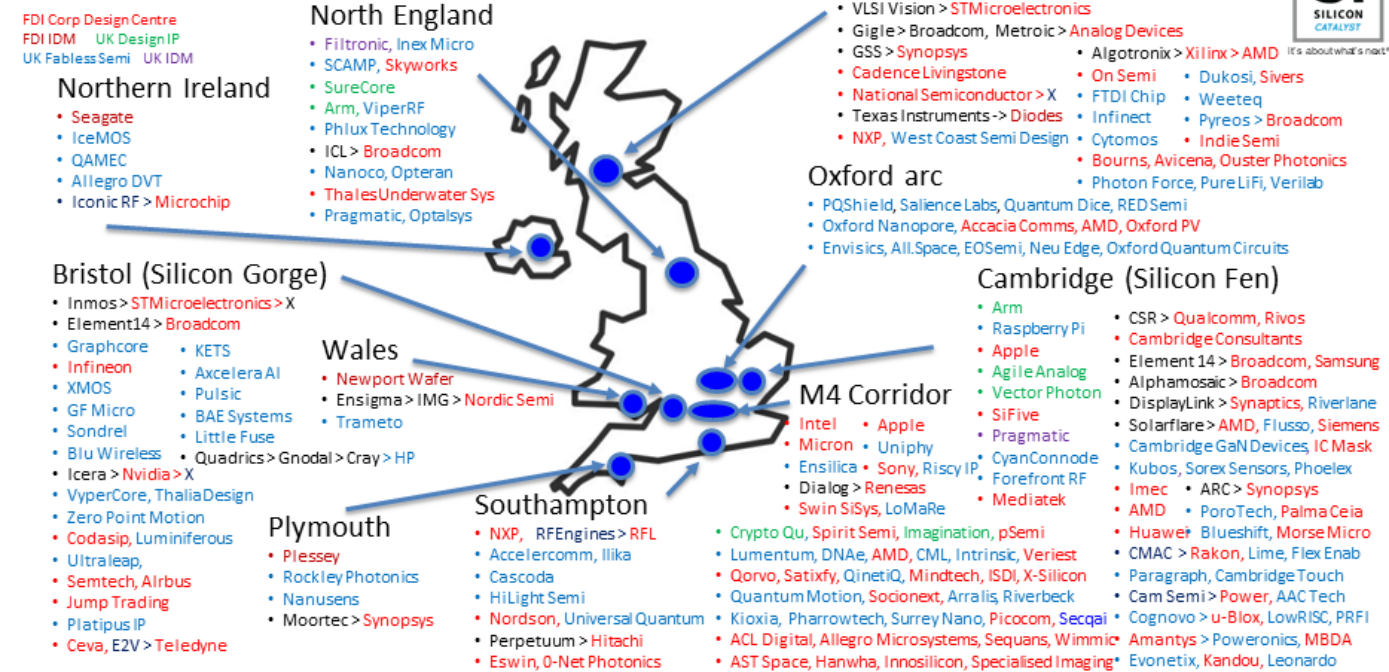 FDI Corp Design Centre
FDI IDM UK Design IP
UK Fabless Semi UK IDM
Northern Ireland
• Seagate
• IceMOS
• QAMEC
• Allegro DVT
• Iconic RF > Microchip
North England
• Filtronic, Inex Micro
• SCAMP, Skyworks
• SureCore
• Arm, ViperRF
• Phlux Technology
• ICL > Broadcom
• Nanoco, Opteran
• Thales Underwater Sys
• Pragmatic, Optalsys
• VLSI Vision > STMicroelectronics
• Gigle > Broadcom, Metroic > Analog Devices
• GSS > Synopsys
• Cadence Livingstone
• National Semiconductor > X
• Texas Instruments -> Diodes
• NXP, West Coast Semi Design
• Algotronix > Xilinx > AMD
• On Semi
• FTDI Chip
• Infinect
• Cytomos
• Dukosi, Sivers
• Weeteq
• Pyreos > Broadcom
• Indie Semi
• Bourns, Avicena, Ouster Photonics
• Photon Force, Pure LiFi, Verilab
SILICON
CATALYST
It's about what's next®
Oxford arc
• PQShield, Salience Labs, Quantum Dice, RED Semi
• Oxford Nanopore, Accacia Comms, AMD, Oxford PV
• Envisics, All.Space, EOSemi, Neu Edge, Oxford Quantum Circuits
Bristol (Silicon Gorge)
• Inmos > STMicroelectronics > X
• Element14 > Broadcom
• Graphcore
• Infineon
• XMOS
• GF Micro
• Sondrel
• Blu Wireless
• KETS
• Axcelera AI
• Pulsic
• BAE Systems
• Little Fuse
• Quadrics > Gnodal > Cray > HP
• Icera > Nvidia > X
• VyperCore, Thalia Design
• Zero Point Motion
• Codasip, Luminiferous
• Ultraleap,
• Semtech, AIrbus
• Jump Trading
• Platipus IP
• Ceva, E2V > Teledyne
Wales
• Newport Wafer
• Ensigma > IMG > Nordic Semi
• Trameto
Plymouth
• Plessey
• Rockley Photonics
• Nanusens
• Moortec > Synopsys
Southampton
• NXP, RFEngines > RFL
• Accelercomm, Ilika
• Cascoda
• HiLight Semi
• Nordson, Universal Quantum
• Perpetuum > Hitachi
• Eswin, 0-Net Photonics
M4 Corridor
• Intel
• Micron
• Ensilica
• Dialog > Renesas
• Swin SiSys, LoMaRe
• Apple
• Uniphy
• Sony, Riscy IP
• Crypto Qu, Spirit Semi, Imagination, pSemi
• Lumentum, DNAe, AMD, CML, Intrinsic, Veriest
• Qorvo, Satixfy, QinetiQ, Mindtech, ISDI, X-Silicon
• Quantum Motion, Socionext, Arralis, Riverbeck
• Kioxia, Pharrowtech, Surrey Nano, Picocom, Secqai
• ACL Digital, Allegro Microsystems, Sequans, Wimmic
• AST Space, Hanwha, Innosilicon, Specialised Imaging
Cambridge (Silicon Fen)
• Arm
• Raspberry Pi
• Apple
• Agile Analog
• Vector Photon
• SiFive
• Pragmatic
• CyanConnode
• Forefront RF
• Mediatek
• CSR > Qualcomm, Rivos
• Cambridge Consultants
• Element 14 > Broadcom, Samsung
• Alphamosaic > Broadcom
• DisplayLink > Synaptics, Riverlane
• Solarflare > AMD, Flusso, Siemens
• Cambridge GaN Devices, IC Mask
• Kubos, Sorex Sensors, Phoelex
• Imec
• AMD
• Huawei
• ARC > Synopsys
• PoroTech, Palma Ceia
• Blueshift, Morse Micro
• CMAC > Rakon, Lime, Flex Enab
• Paragraph, Cambridge Touch
• Cam Semi > Power, AAC Tech
• Cognovo > u-Blox, LowRISC, PRFI
• Amantys > Poweronics, MBDA
• Evonetix, Kandou, Leonardo